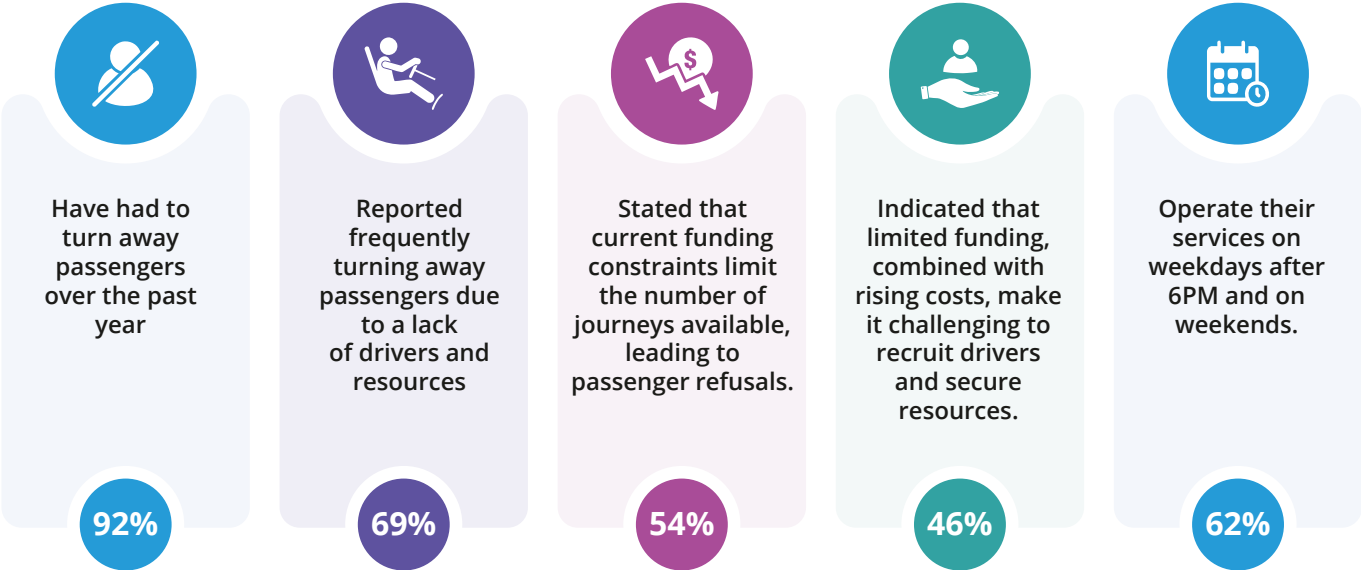 $
Have had to
turn away
passengers
over the past
year
92%
Reported
frequently
turning away
passengers due
to a lack
of drivers and
resources
69%
Stated that
current funding
constraints limit
the number of
journeys available,
leading to
passenger refusals.
54%
Indicated that
limited funding,
combined with
rising costs, make
it challenging to
recruit drivers
and secure
resources.
46%
Operate their
services on
weekdays after
6PM and on
weekends.
62%